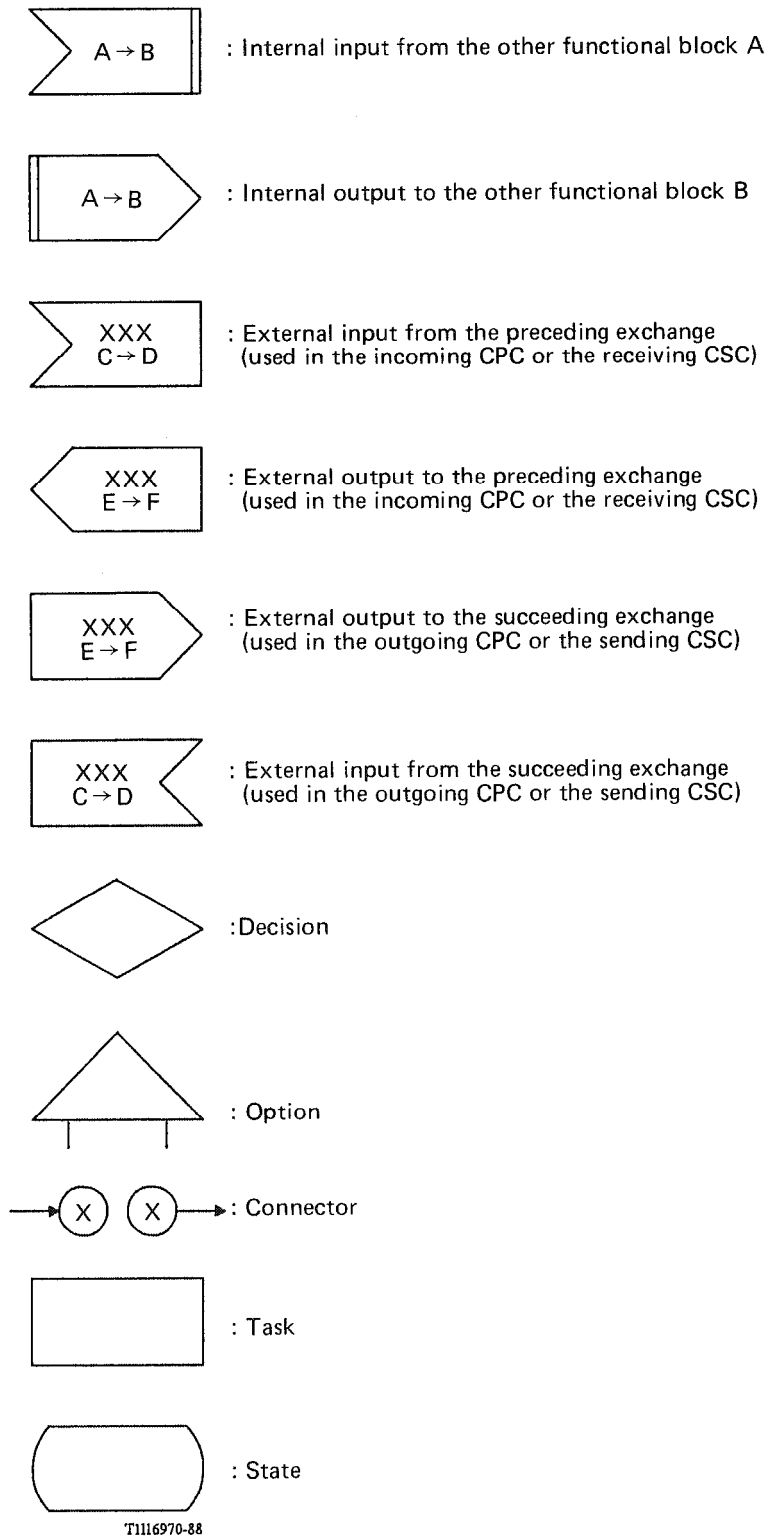 A → B : Internal input from the other functional block A
A → B : Internal output to the other functional block B
XXX
C → D
: External input from the preceding exchange
(used in the incoming CPC or the receiving CSC)
XXX
E → F
: External output to the preceding exchange
(used in the incoming CPC or the receiving CSC)
XXX
E → F
: External output to the succeeding exchange
(used in the outgoing CPC or the sending CSC)
XXX
C → D
: External input from the succeeding exchange
(used in the outgoing CPC or the sending CSC)
:Decision
: Option
X X : Connector
: Task
: State
T1116970-88